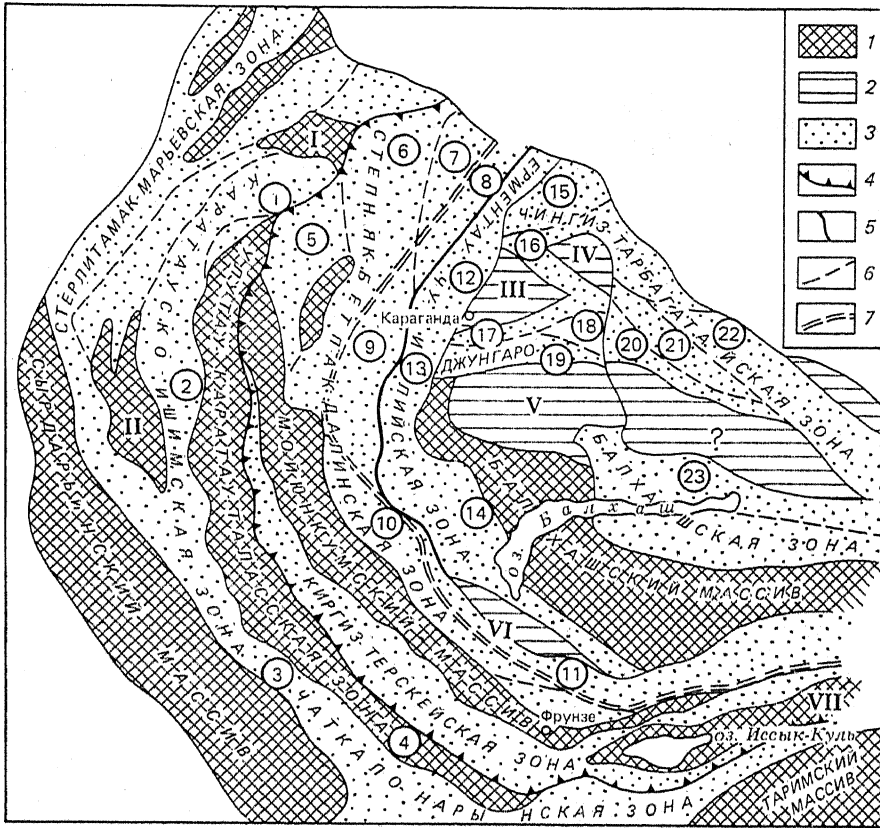 СТЕРЛИТАМАК-МАРЬЕВСКАЯ ЗОНА
КАРАТАУСКО-ИШИМСКАЯ ЗОНА
УЛУТАУ-КАРАТАУ-ТАЛАССКАЯ ЗОНА
СЫРДАРЬИНСКИЙ МАССИВ
СТЕПНЯК-БЕТПАКДАЛИНСКАЯ ЗОНА
МОЙЮНКУМСКИЙ МАССИВ
КИРГИЗ-ТЕРСКЕЙСКАЯ ЗОНА
ЧАТКАЛО-НАРЫНСКАЯ ЗОНА
ЕРМЕНТАУ-ЧУ-ИЛИЙСКАЯ ЗОНА
ЧИНГИЗ-ТАРБАГАТАЙСКАЯ ЗОНА
ДЖУНГАРО-БАЛХАШСКАЯ ЗОНА
БАЛХАШСКИЙ МАССИВ
ТАРИМСКИЙ
МАССИВ
Караганда
оз. Балхаш
Фрунзе
оз. Иссык-Куль
I
II
III
IV
V
VI
VII
?
1
2
3
4
5
6
7
8
9
10
11
12
13
14
15
16
17
18
19
20
21
22
23
1
2
3
4
5
6
7